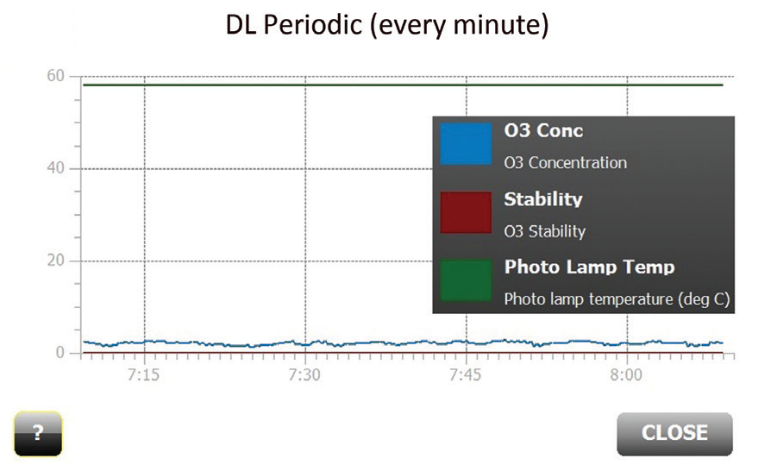 DL Periodic (every minute)
60
40
20
0
7:15 7:30 7:45 8:00
O3 Conc
O3 Concentration
Stability
O3 Stability
Photo Lamp Temp
Photo lamp temperature (deg C)
? CLOSE